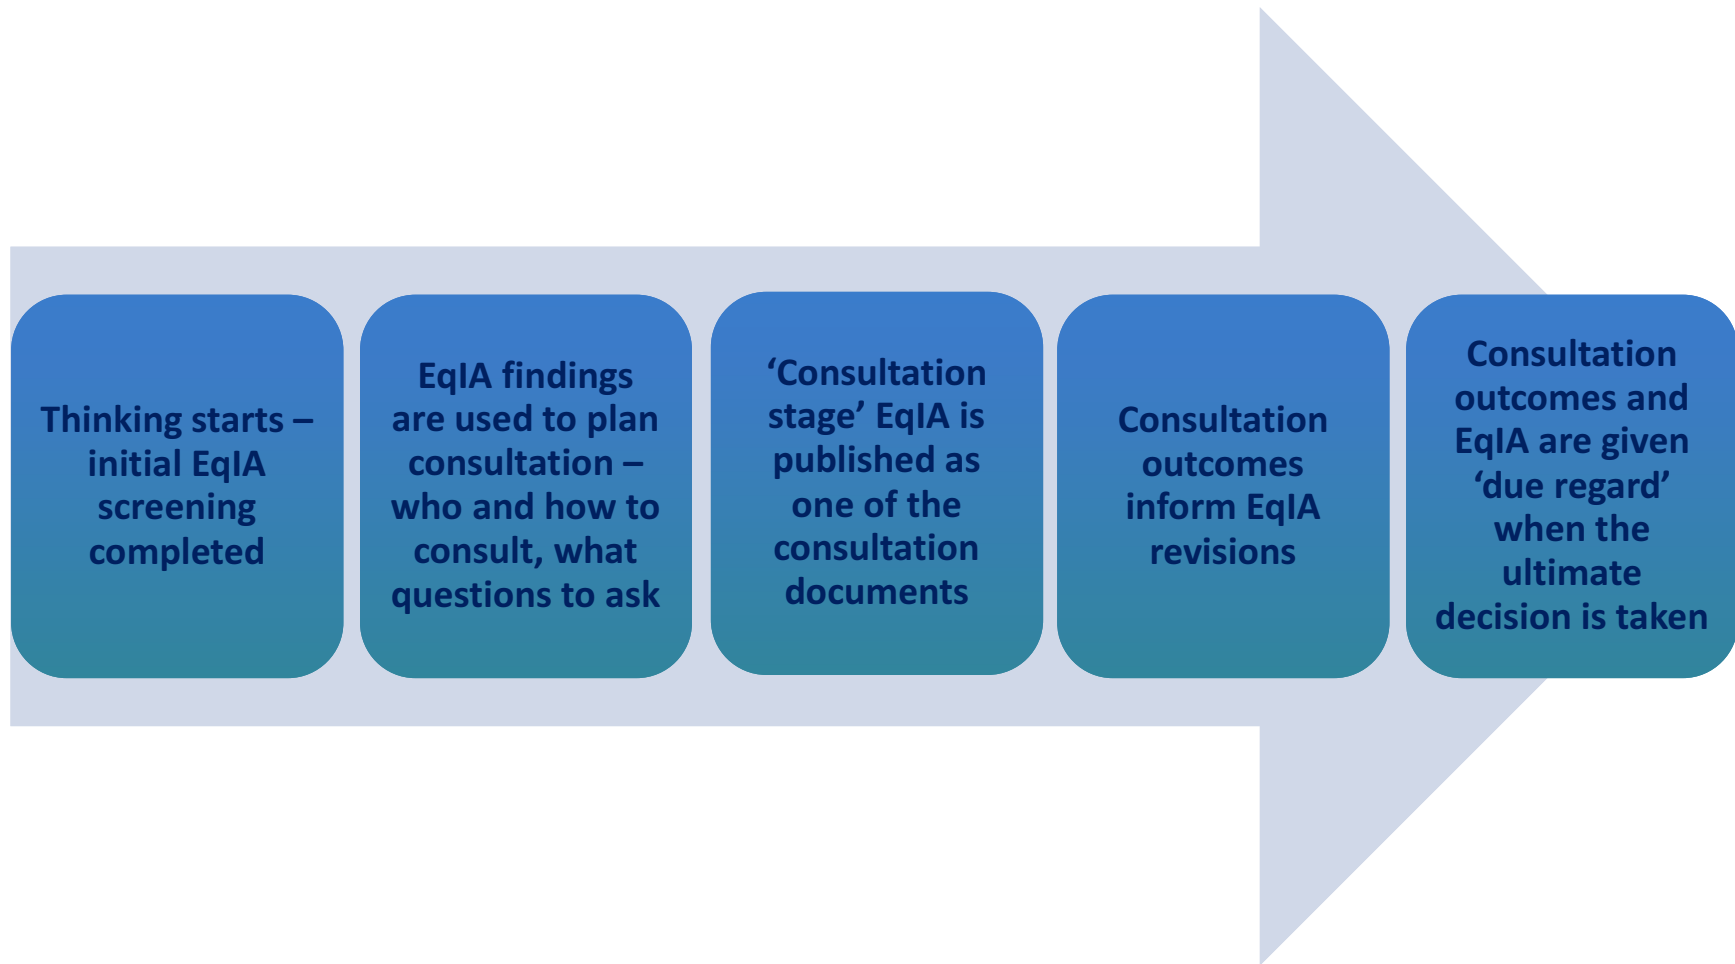 Thinking starts –
initial EqIA
screening
completed
EqIA findings
are used to plan
consultation –
who and how to
consult, what
questions to ask
‘Consultation
stage’ EqIA is
published as
one of the
consultation
documents
Consultation
outcomes
inform EqIA
revisions
Consultation
outcomes and
EqIA are given
‘due regard’
when the
ultimate
decision is taken